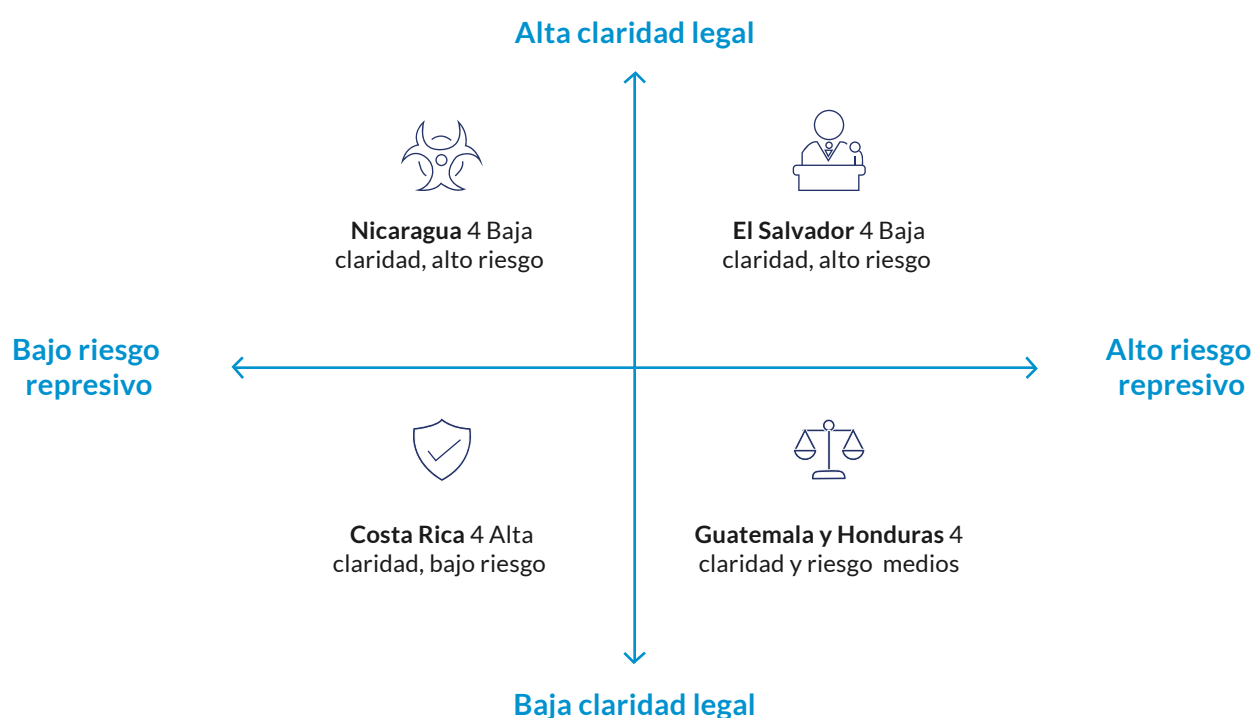 Alta claridad legal
Nicaragua 4 Baja
claridad, alto riesgo
El Salvador 4 Baja
claridad, alto riesgo
Bajo riesgo
represivo
Alto riesgo
represivo
Costa Rica 4 Alta
claridad, bajo riesgo
Guatemala y Honduras 4
claridad y riesgo medios
Baja claridad legal